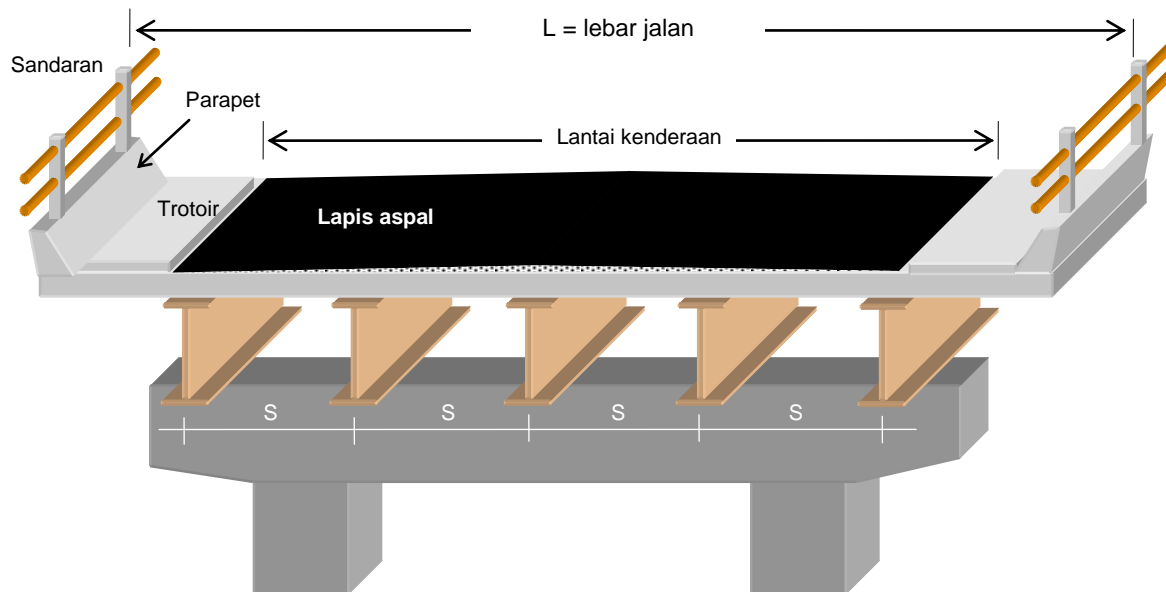 L = lebar jalan
Sandaran
Parapet
Lantai kenderaan
Trotoir
Lapis aspal
S
S
S
S